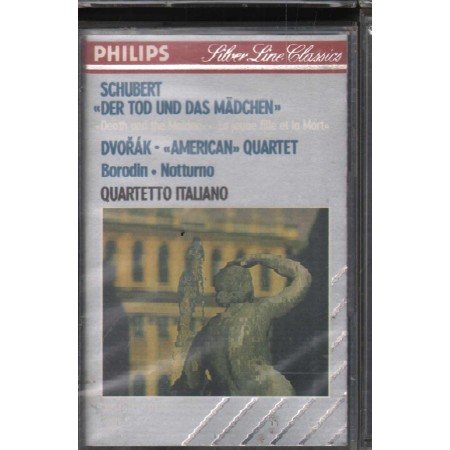 PHILIPS Silver Line Classics
SCHUBERT
«DER TOD UND DAS MÄDCHEN»
«Death and the Maiden» · «La jeune fille et la Mort»
DVOŘÁK · «AMERICAN» QUARTET
Borodin · Notturno
QUARTETTO ITALIANO